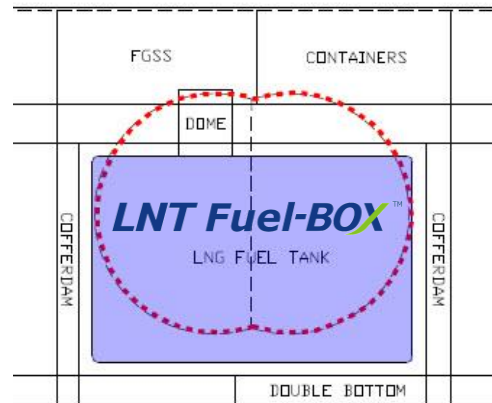 FGSS
CONTAINERS
DOME
LNT Fuel-BOX™
LNG FUEL TANK
COFFERDAM
COFFERDAM
DOUBLE BOTTOM